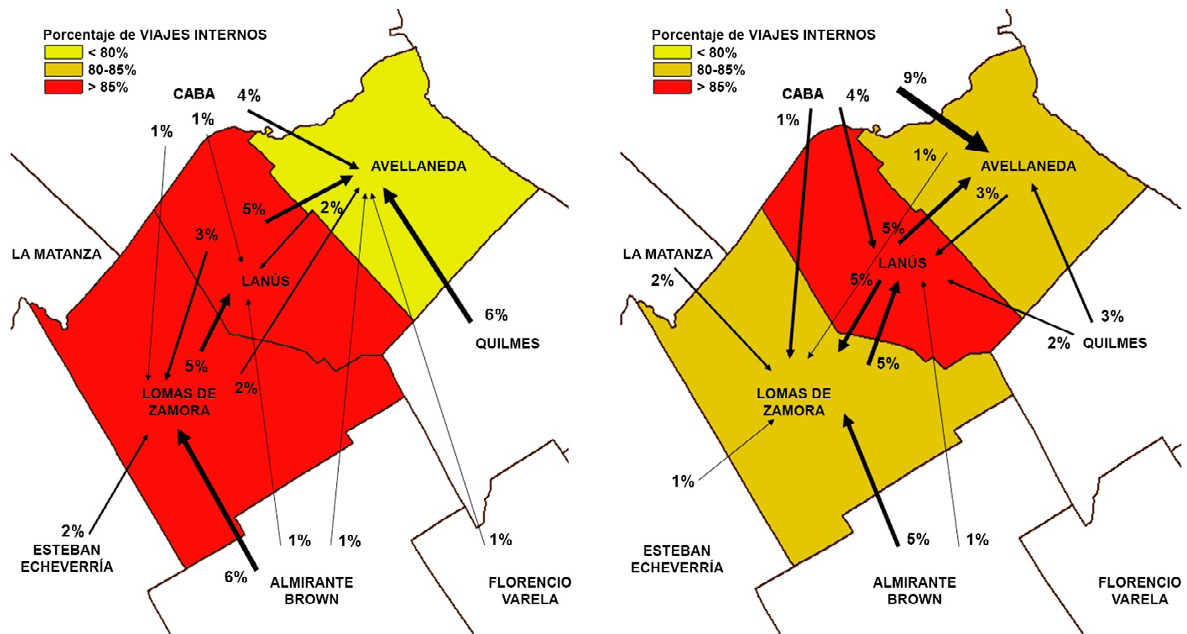 Porcentaje de VIAJES INTERNOS
< 80%
80-85%
> 85%
CABA
4%
1%
1%
AVELLANEDA
5%
2%
3%
LA MATANZA
LANÚS
6%
QUILMES
5%
2%
LOMAS DE
ZAMORA
2%
ESTEBAN
ECHEVERRÍA
6%
1%
1%
1%
ALMIRANTE
BROWN
FLORENCIO
VARELA
Porcentaje de VIAJES INTERNOS
< 80%
80-85%
> 85%
9%
CABA
4%
1%
1%
AVELLANEDA
3%
5%
LA MATANZA
2%
LANÚS
5%
3%
2%
QUILMES
5%
LOMAS DE
ZAMORA
1%
5%
1%
ESTEBAN
ECHEVERRÍA
ALMIRANTE
BROWN
FLORENCIO
VARELA